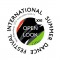 INTERNATIONAL SUMMER DANCE FESTIVAL
OPEN
LOOK